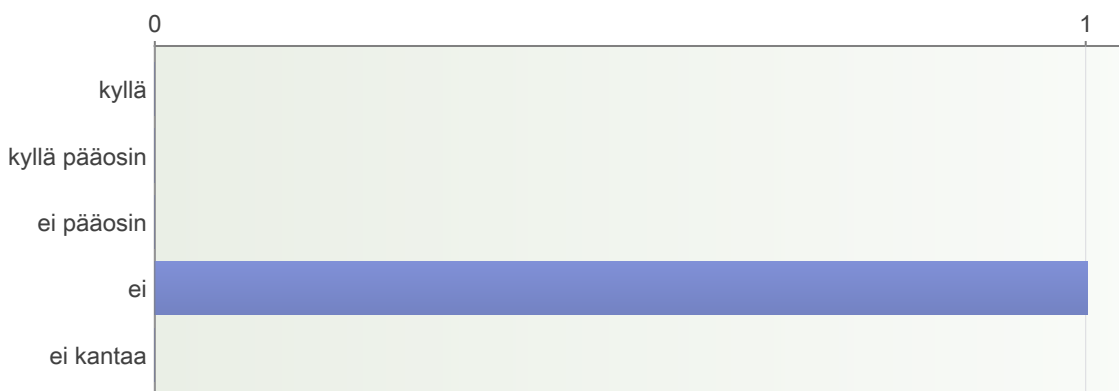 0 1
kyllä
kyllä pääosin
ei pääosin
ei
ei kantaa